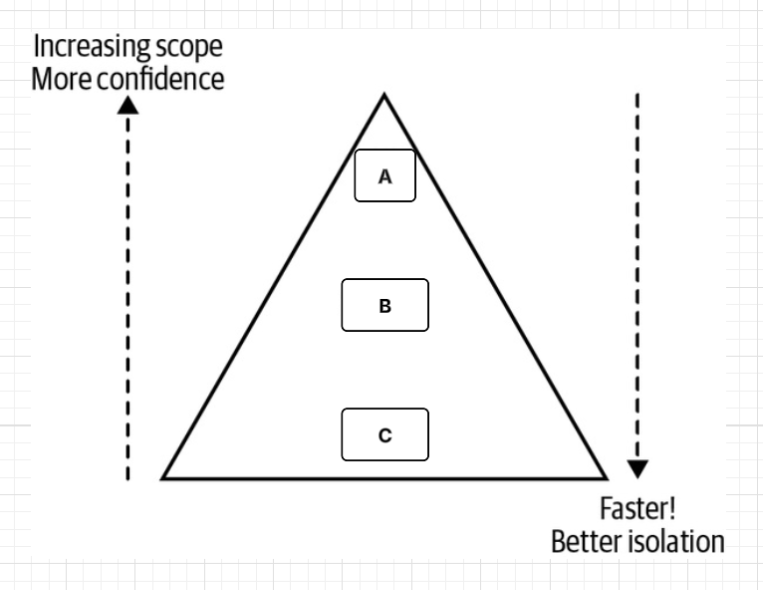 Increasing scope
More confidence
A
B
C
Faster!
Better isolation